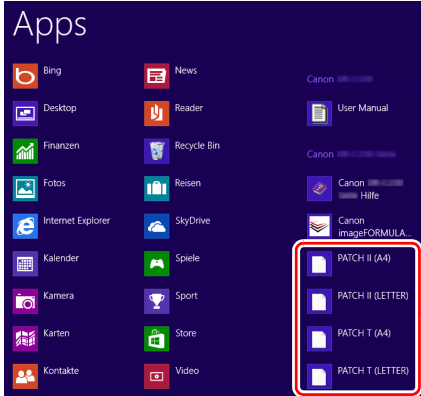 Apps
Bing
Desktop
Finanzen
Fotos
Internet Explorer
Kalender
Kamera
Karten
Kontakte
News
Reader
Recycle Bin
Reisen
SkyDrive
Spiele
Sport
Store
Video
Canon
User Manual
Canon
Canon
Hilfe
Canon
imageFORMULA...
PATCH II (A4)
PATCH II (LETTER)
PATCH T (A4)
PATCH T (LETTER)